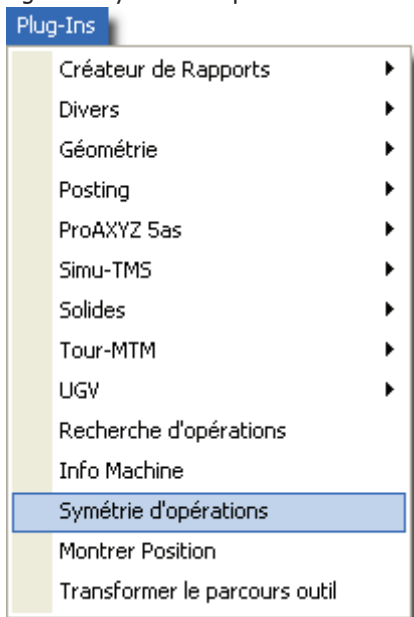 Plug-Ins
Créateur de Rapports
Divers
Géométrie
Posting
ProAXYZ 5as
Simu-TMS
Solides
Tour-MTM
UGV
Recherche d'opérations
Info Machine
Symétrie d'opérations
Montrer Position
Transformer le parcours outil